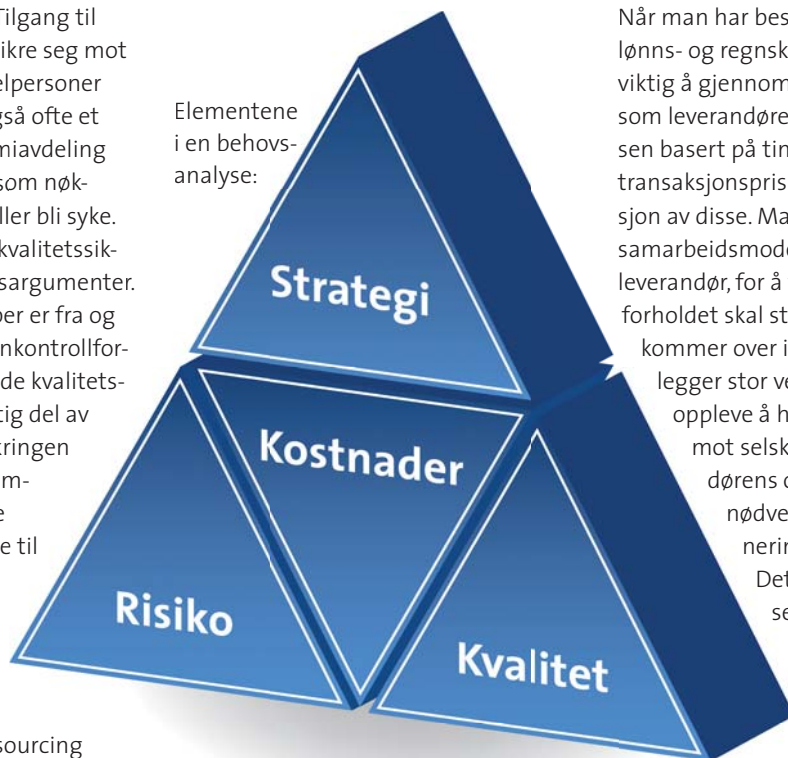 Tilgang til
ikre seg mot
elpersoner
gså ofte et
miavdeling
som nøk-
ller bli syke.
kvalitetssik-
sargumenter.
per er fra og
nkontrollfor-
de kvalitets-
tig del av
kringen
om-
e
e til
sourcing
Elementene
i en behovs-
analyse:
Strategi
Kostnader
Risiko
Kvalitet
Når man har bes
lønns- og regnsk
viktig å gjennom
som leverandøre
sen basert på tin
transaksjonspris
sjon av disse. Ma
samarbeidsmode
leverandør, for å
forholdet skal st
kommer over i
legger stor ve
oppleve å h
mot selsk
dørens o
nødve
nerin
Det
se